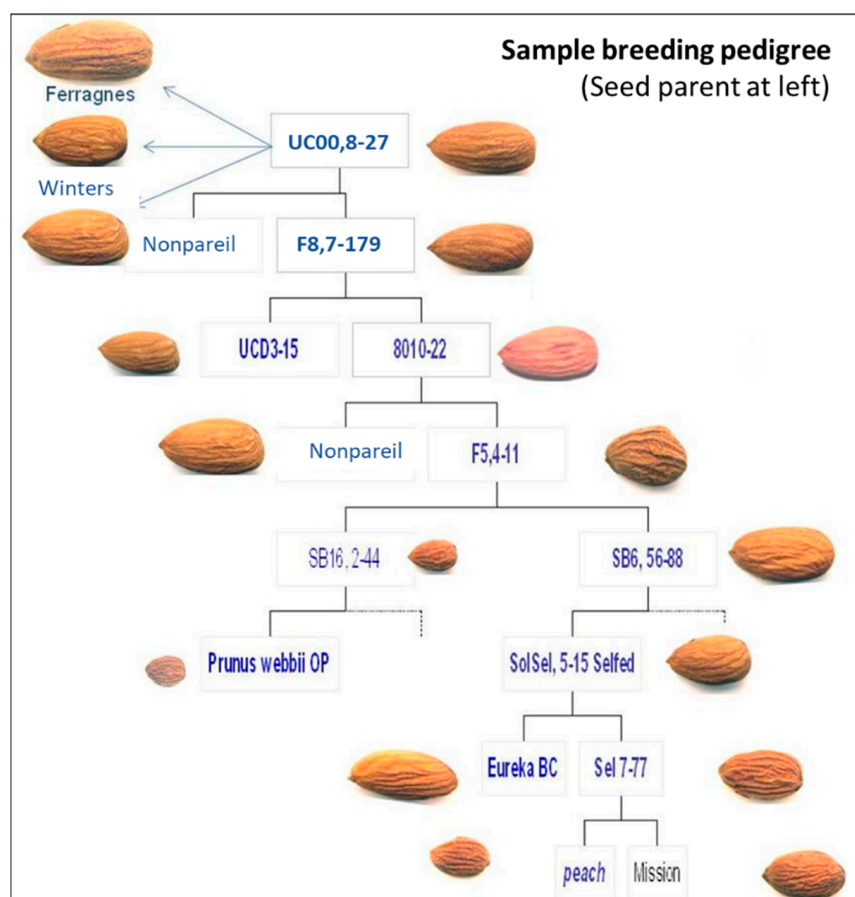 Sample breeding pedigree
(Seed parent at left)
Ferragnes
UC00,8-27
Winters
Nonpareil
F8,7-179
UCD3-15
8010-22
Nonpareil
F5,4-11
SB16, 2-44
SB6, 56-88
Prunus webbii OP
SolSel, 5-15 Selfed
Eureka BC
Sel 7-77
peach
Mission